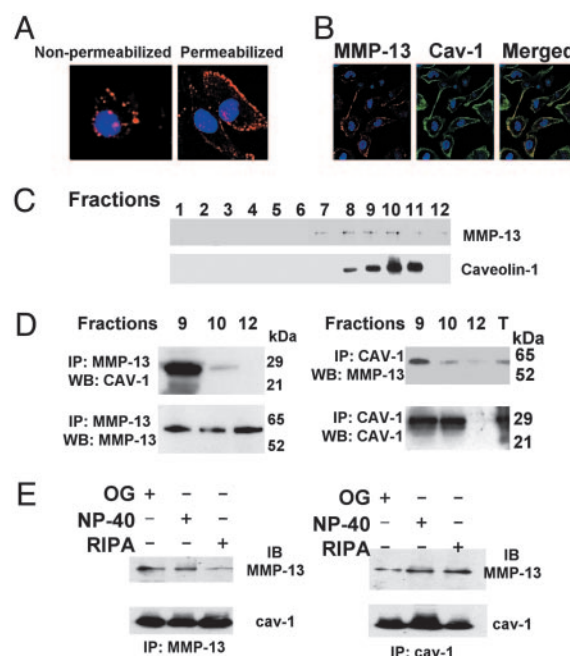 A
Non-permeabilized Permeabilized
B
MMP-13 Cav-1 Merged
C
Fractions
1 2 3 4 5 6 7 8 9 10 11 12
MMP-13
Caveolin-1
D
Fractions 9 10 12 kDa
IP: MMP-13 29
WB: CAV-1 21
IP: MMP-13 65
WB: MMP-13 52
Fractions 9 10 12 T kDa
IP: CAV-1 65
WB: MMP-13 52
IP: CAV-1 29
WB: CAV-1 21
E
OG + – –
NP-40 – + –
RIPA – – +
IB
MMP-13
cav-1
IP: MMP-13
OG + – –
NP-40 – + –
RIPA – – +
IB
MMP-13
cav-1
IP: cav-1